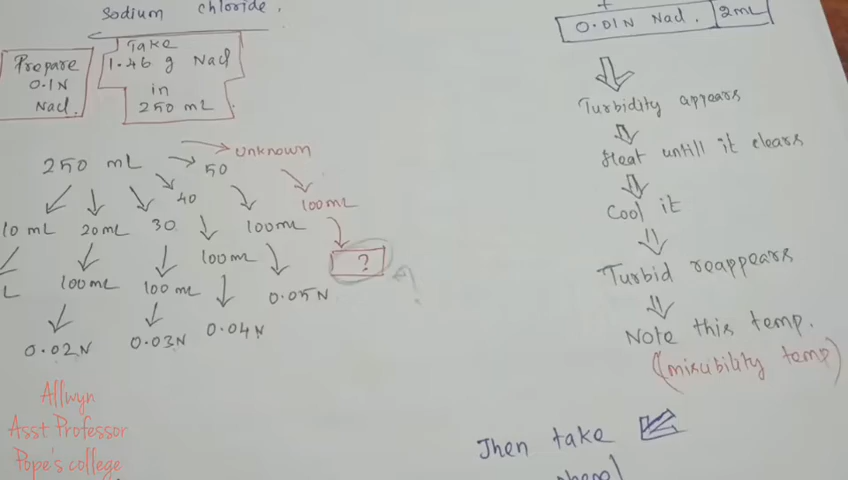 Sodium chloride.
Prepare
0.1N
Nacl.
Take
1.46 g Nacl
in
250 mL
250 mL
Unknown
50
40
100mL
10 mL
20mL
30
100mL
100mL
L
100mL
100 mL
0.05N
?
?
0.02N
0.03N
0.04N
Allwyn
Asst Professor
Pope's college
+
0.01N Nacl. 2mL
Turbidity appears
Heat untill it clears
Cool it
Turbid reappears
Note this temp.
(miscibility temp)
Then take
phenol